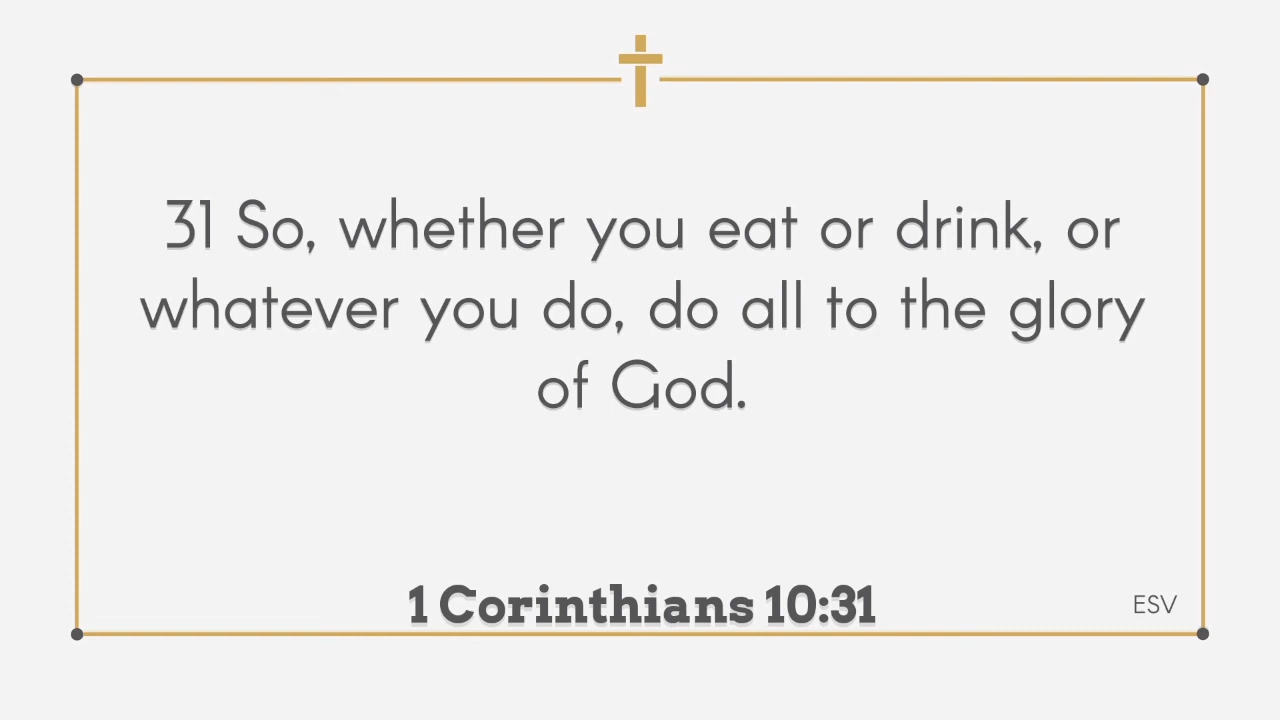 31 So, whether you eat or drink, or
whatever you do, do all to the glory
of God.
1 Corinthians 10:31
ESV